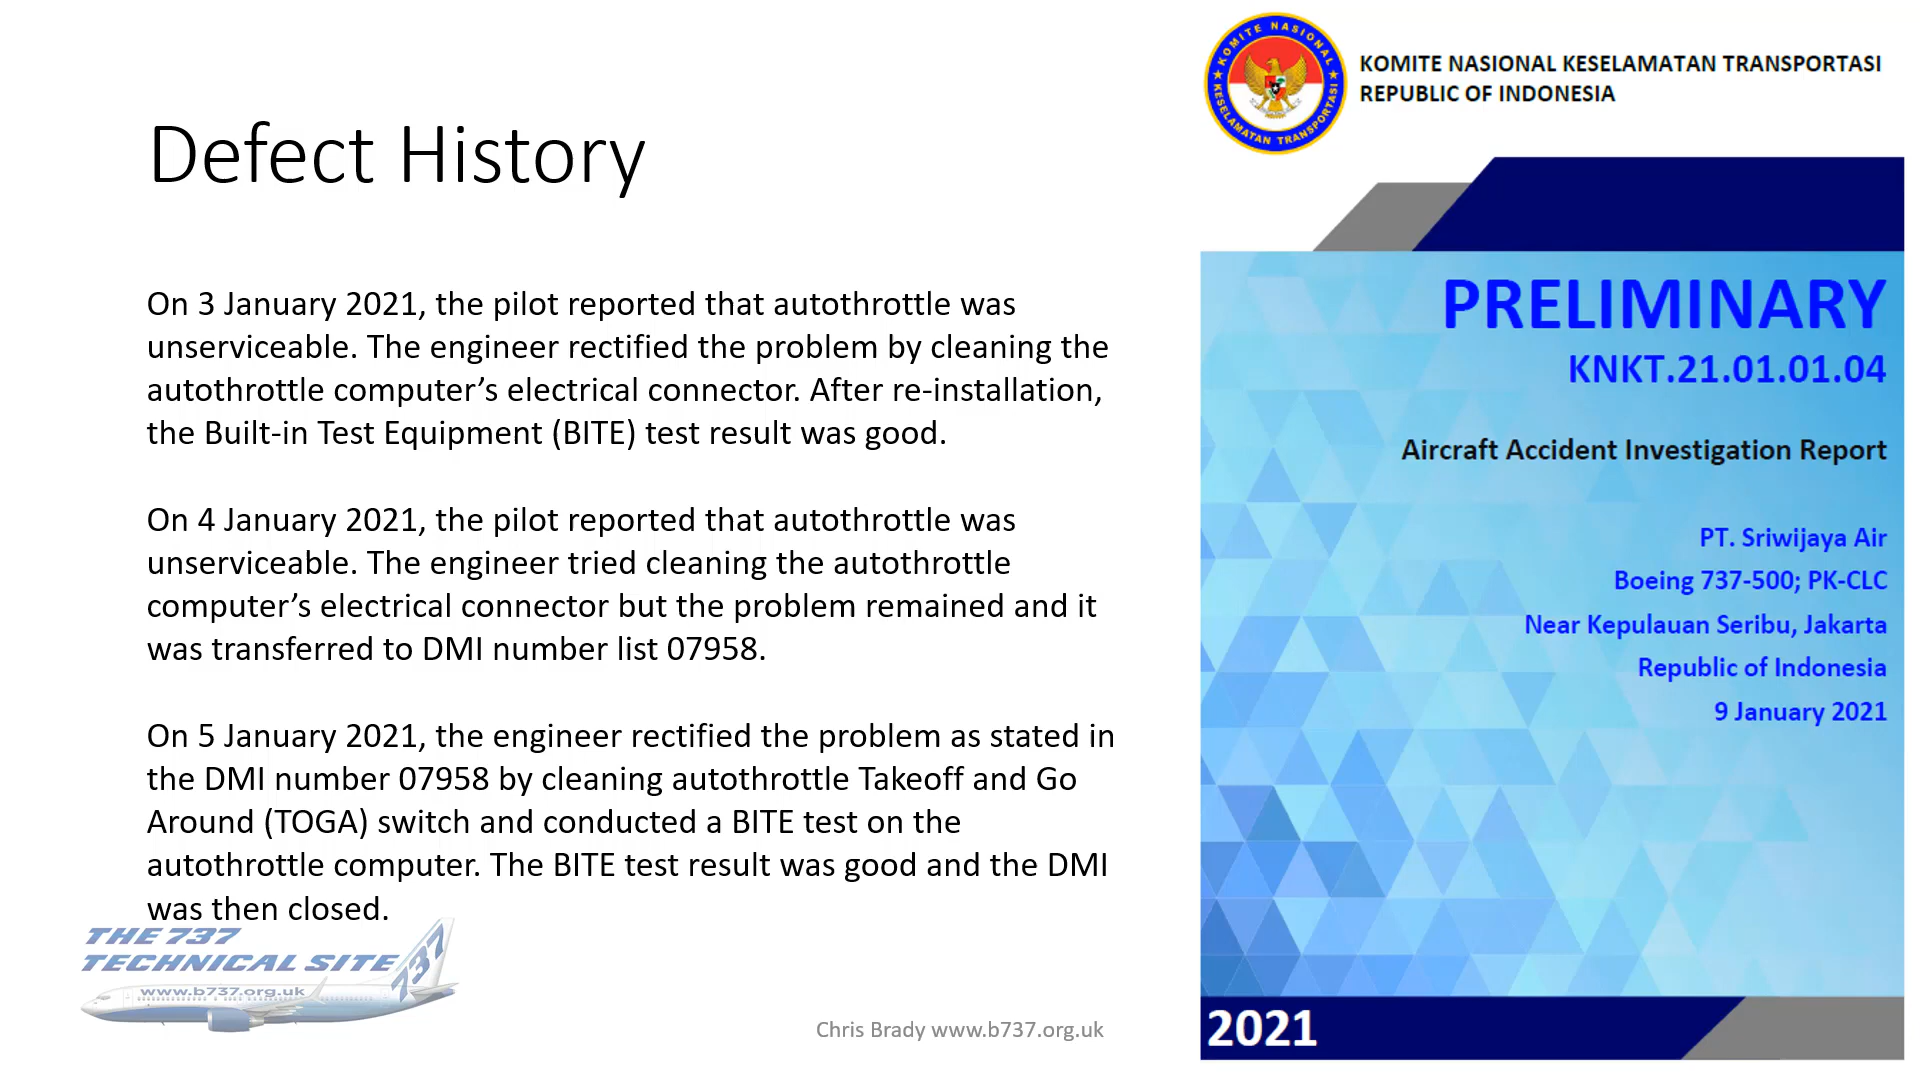 Defect History
On 3 January 2021, the pilot reported that autothrottle was
unserviceable. The engineer rectified the problem by cleaning the
autothrottle computer’s electrical connector. After re-installation,
the Built-in Test Equipment (BITE) test result was good.
On 4 January 2021, the pilot reported that autothrottle was
unserviceable. The engineer tried cleaning the autothrottle
computer’s electrical connector but the problem remained and it
was transferred to DMI number list 07958.
On 5 January 2021, the engineer rectified the problem as stated in
the DMI number 07958 by cleaning autothrottle Takeoff and Go
Around (TOGA) switch and conducted a BITE test on the
autothrottle computer. The BITE test result was good and the DMI
was then closed.
THE 737
TECHNICAL SITE
737
www.b737.org.uk
Chris Brady www.b737.org.uk
KOMITE NASIONAL
KESELAMATAN TRANSPORTASI
KOMITE NASIONAL KESELAMATAN TRANSPORTASI
REPUBLIC OF INDONESIA
PRELIMINARY
KNKT.21.01.01.04
Aircraft Accident Investigation Report
PT. Sriwijaya Air
Boeing 737-500; PK-CLC
Near Kepulauan Seribu, Jakarta
Republic of Indonesia
9 January 2021
2021